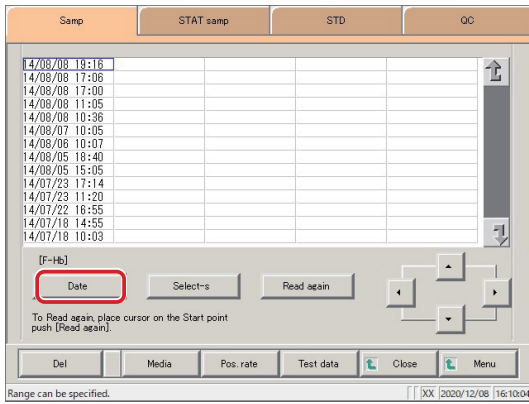 Samp STAT samp STD QC
14/08/08 19:16
14/08/08 17:06
14/08/08 17:00
14/08/08 11:05
14/08/08 10:36
14/08/07 10:05
14/08/06 10:07
14/08/05 18:40
14/08/05 15:05
14/07/23 17:14
14/07/23 11:20
14/07/22 16:55
14/07/18 14:55
14/07/18 10:03
[F-Hb]
Date Select-s Read again
To Read again, place cursor on the Start point
push [Read again].
Del Media Pos. rate Test data Close Menu
Range can be specified. XX 2020/12/08 16:10:04